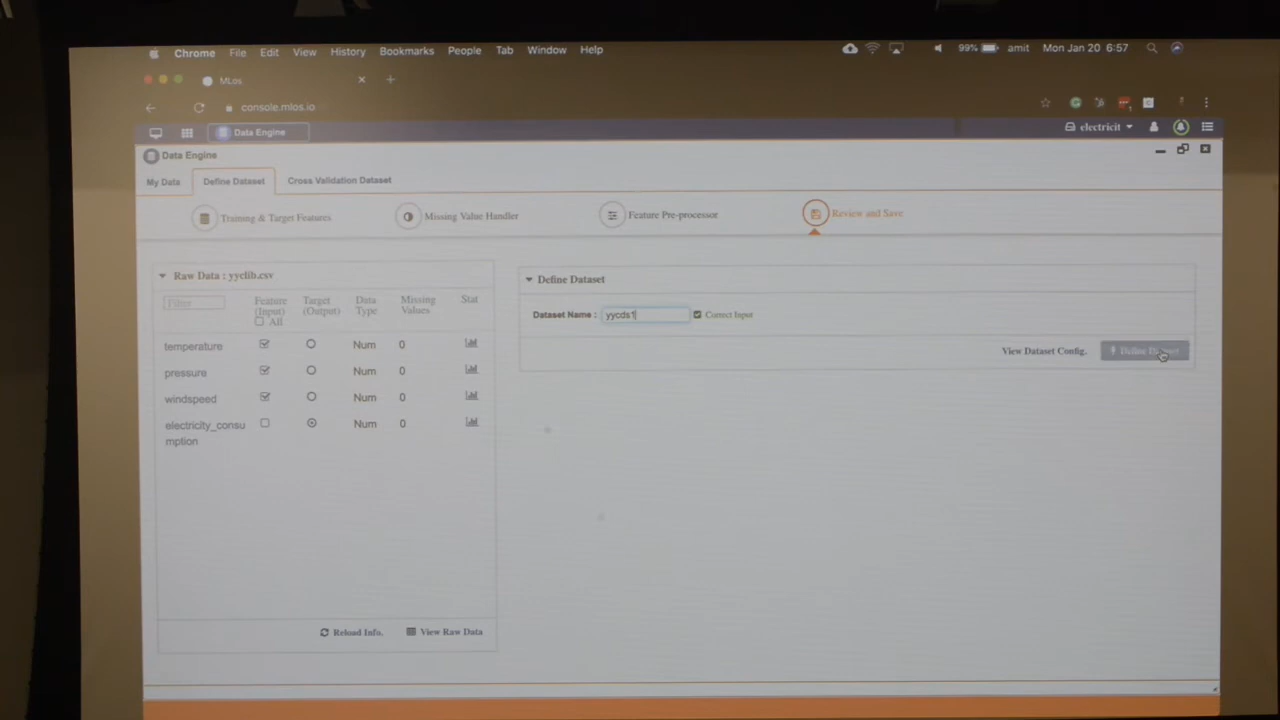 Chrome File Edit View History Bookmarks People Tab Window Help 99% amit Mon Jan 20 6:57
MLos
console.mlos.io
Data Engine electricit
Data Engine
My Data Define Dataset Cross Validation Dataset
Training & Target Features Missing Value Handler Feature Pre-processor Review and Save
Raw Data : yyclib.csv
Filter Feature (Input) All Target (Output) Data Type Missing Values Stat
temperature Num 0
pressure Num 0
windspeed Num 0
electricity_consu
mption Num 0
Reload Info. View Raw Data
Define Dataset
Dataset Name : yycds1 Correct Input
View Dataset Config. Define Dataset